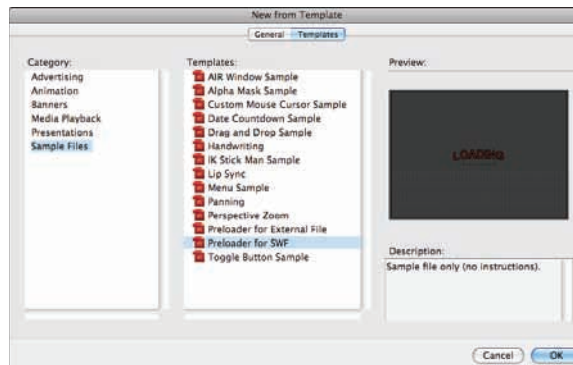 New from Template
General Templates
Category:
Advertising
Animation
Banners
Media Playback
Presentations
Sample Files
Templates:
AIR Window Sample
Alpha Mask Sample
Custom Mouse Cursor Sample
Date Countdown Sample
Drag and Drop Sample
Handwriting
IK Stick Man Sample
Lip Sync
Menu Sample
Panning
Perspective Zoom
Preloader for External File
Preloader for SWF
Toggle Button Sample
Preview:
LOADING
Description:
Sample file only (no instructions).
Cancel OK